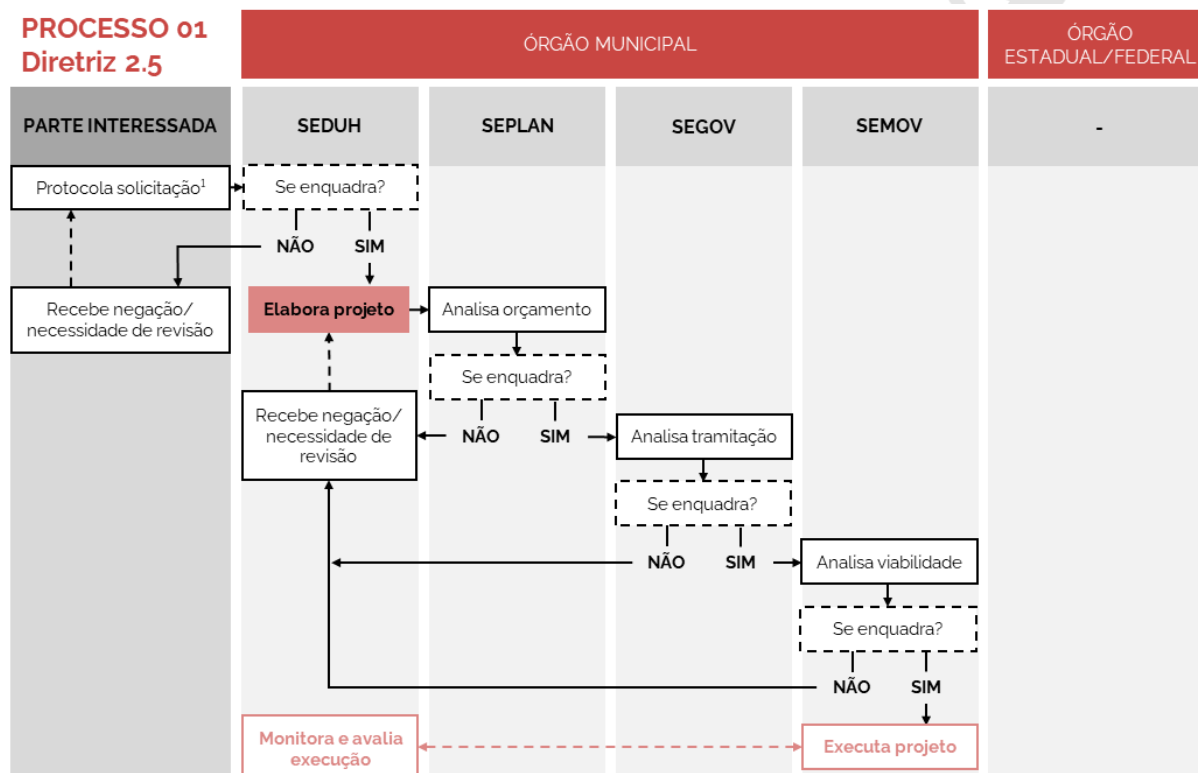 PROCESSO 01
Diretriz 2.5
ÓRGÃO MUNICIPAL
ÓRGÃO
ESTADUAL/FEDERAL
PARTE INTERESSADA
SEDUH
SEPLAN
SEGOV
SEMOV
-
Protocola solicitação¹
Se enquadra?
NÃO
SIM
Recebe negação/
necessidade de revisão
Elabora projeto
Analisa orçamento
Se enquadra?
Recebe negação/
necessidade de
revisão
NÃO
SIM
Analisa tramitação
Se enquadra?
NÃO
SIM
Analisa viabilidade
Se enquadra?
NÃO
SIM
Monitora e avalia
execução
Executa projeto